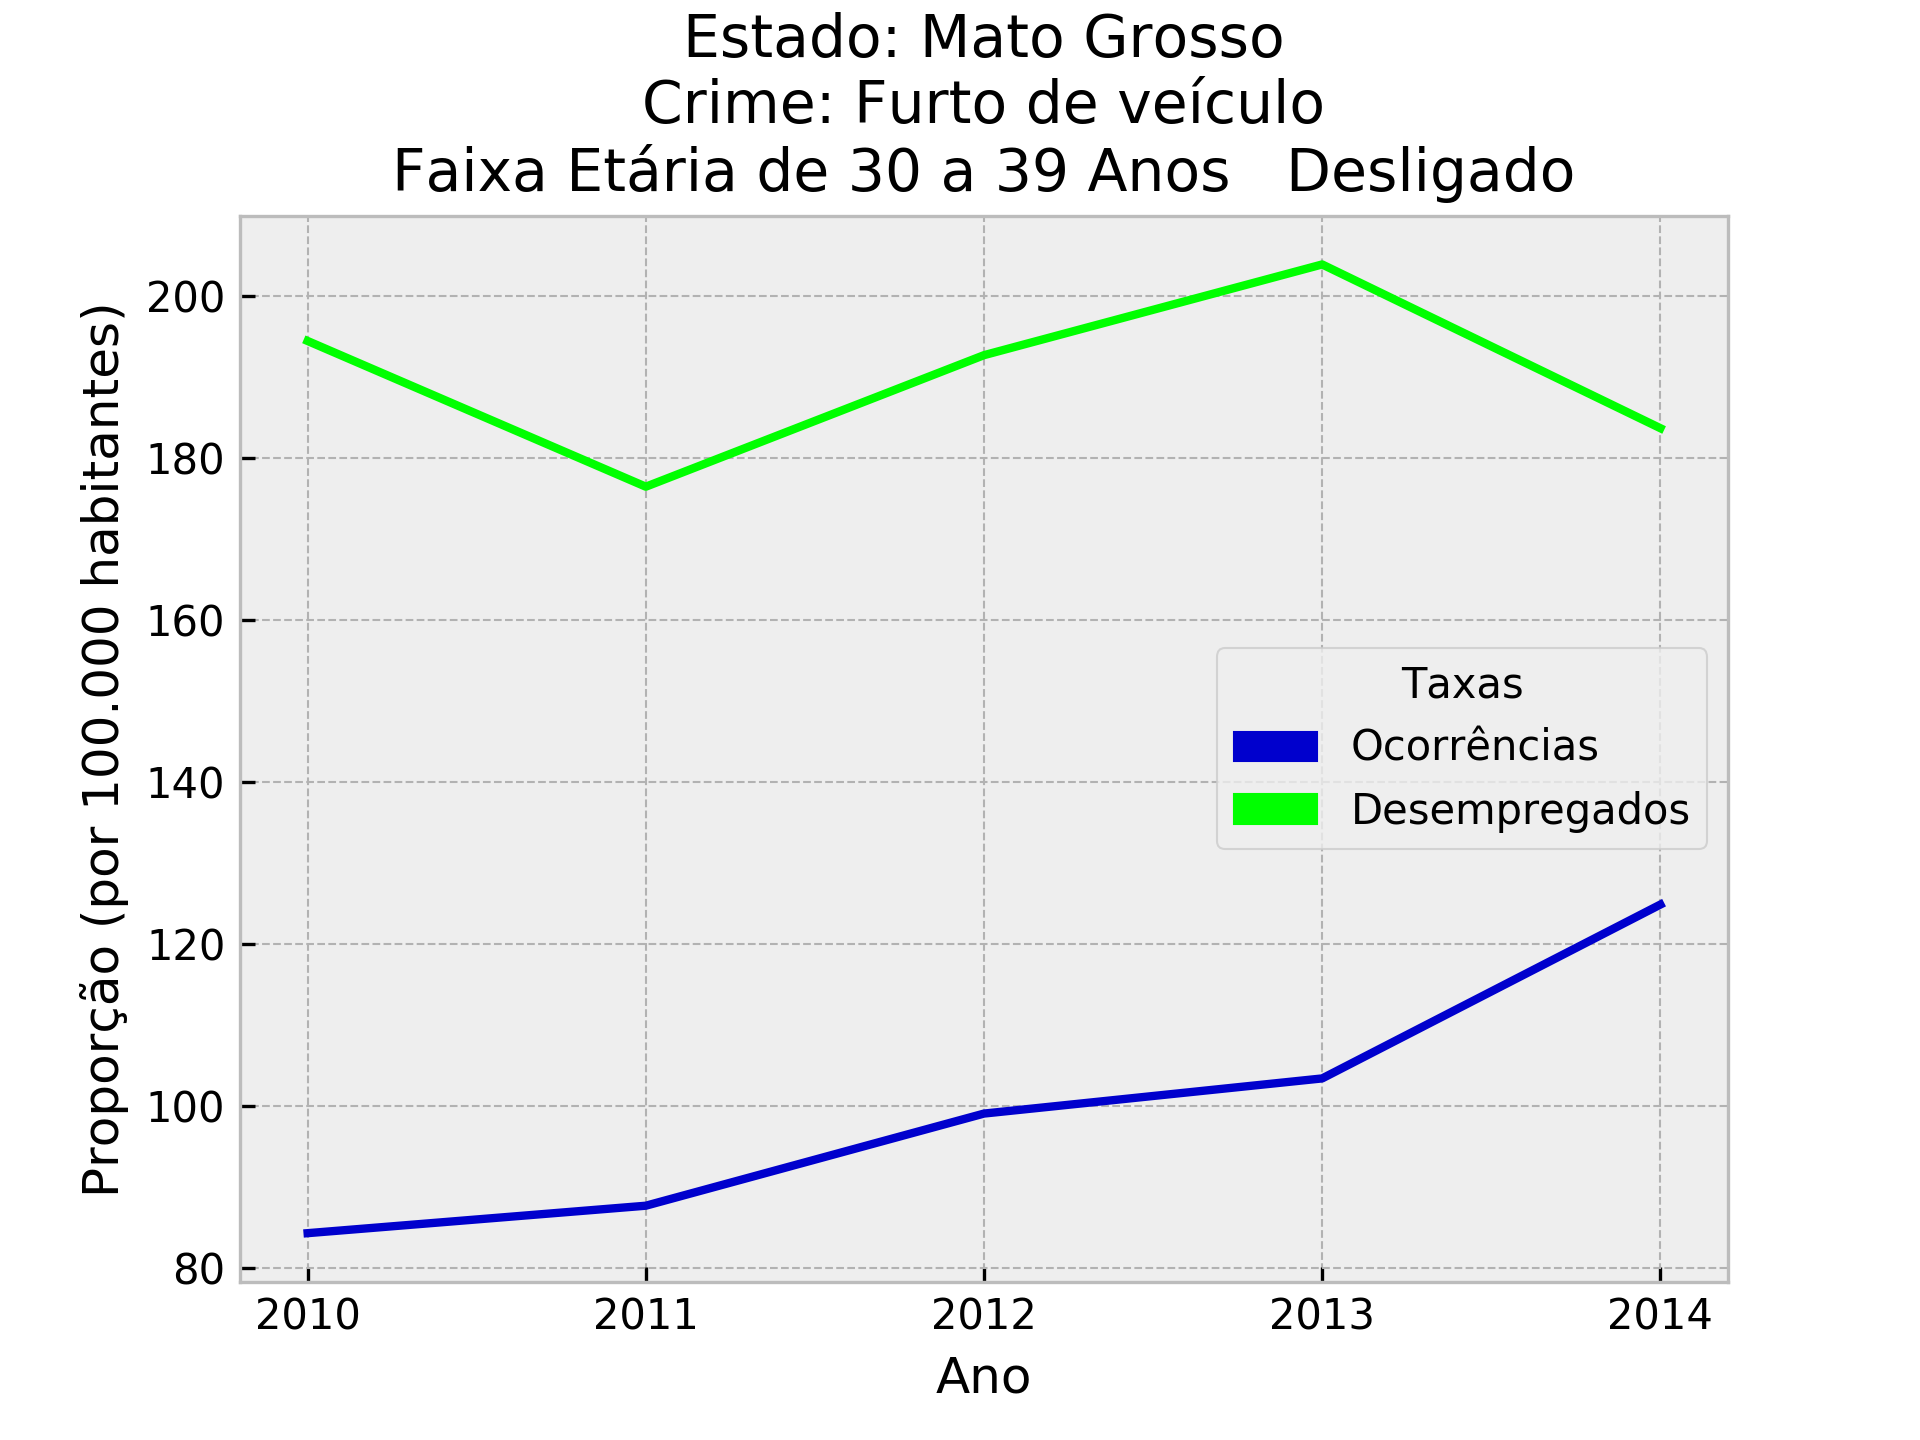 Estado: Mato Grosso
Crime: Furto de veículo
Faixa Etária de 30 a 39 Anos   Desligado
Proporção (por 100.000 habitantes)
200
180
160
140
120
100
80
Taxas
Ocorrências
Desempregados
2010 2011 2012 2013 2014
Ano